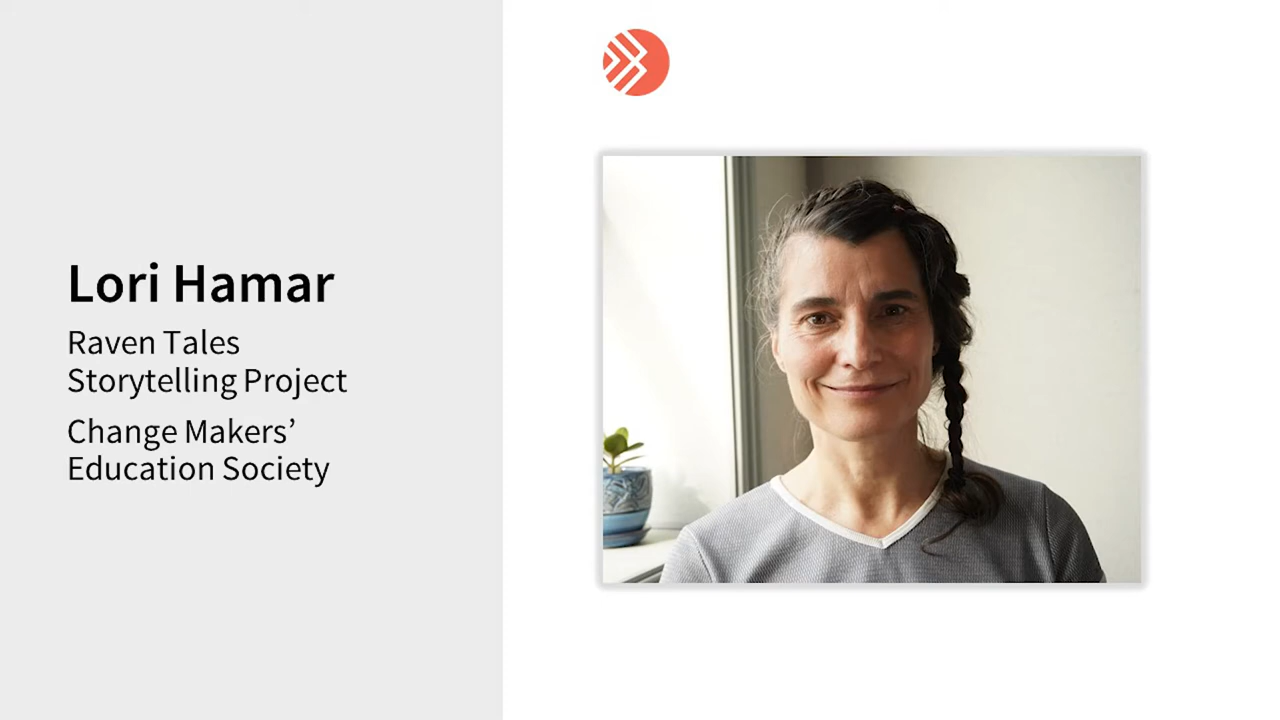 Lori Hamar
Raven Tales
Storytelling Project
Change Makers’
Education Society